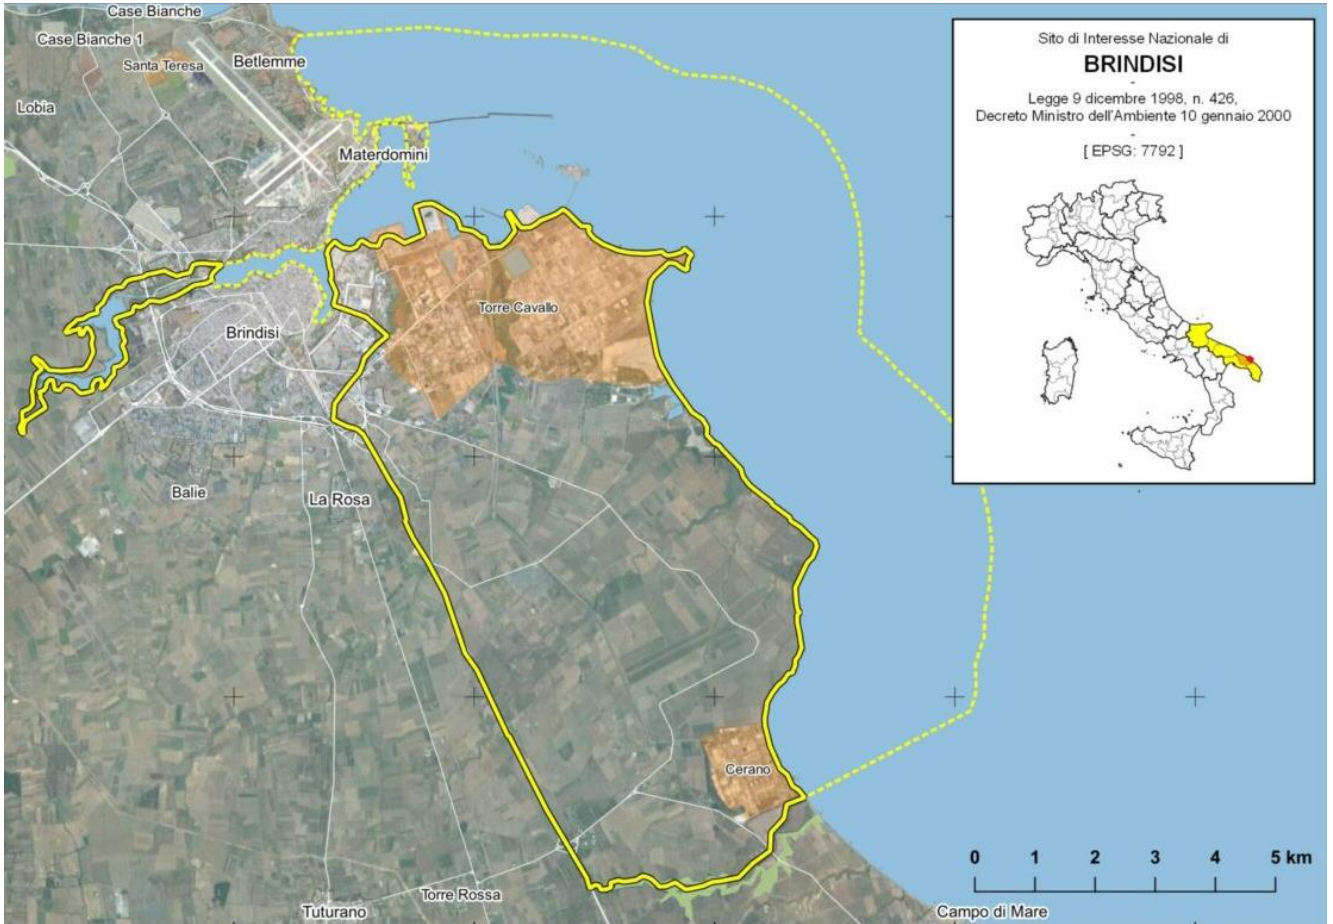 Case Bianche
Case Bianche 1
Santa Teresa
Betlemme
Lobia
Materdomini
Torre Cavallo
Brindisi
Balie
La Rosa
Cerano
Torre Rossa
Tuturano
Campo di Mare
Sito di Interesse Nazionale di
BRINDISI
-
Legge 9 dicembre 1998, n. 426,
Decreto Ministro dell'Ambiente 10 gennaio 2000
-
[ EPSG: 7792 ]
0 1 2 3 4 5 km